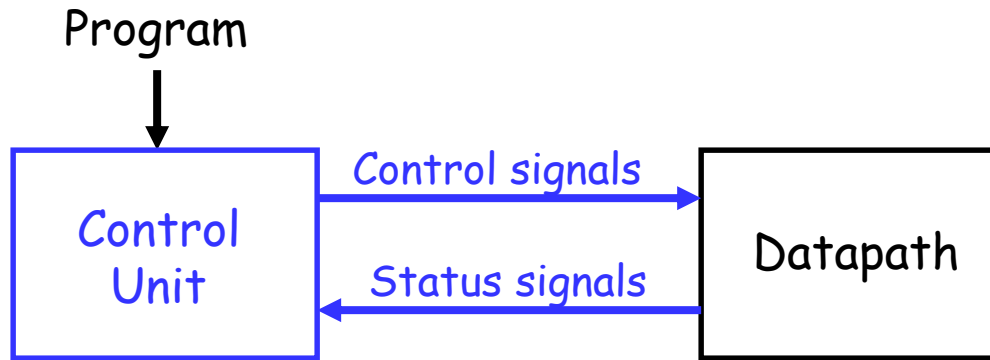 Program
Control signals
Control
Unit
Datapath
Status signals